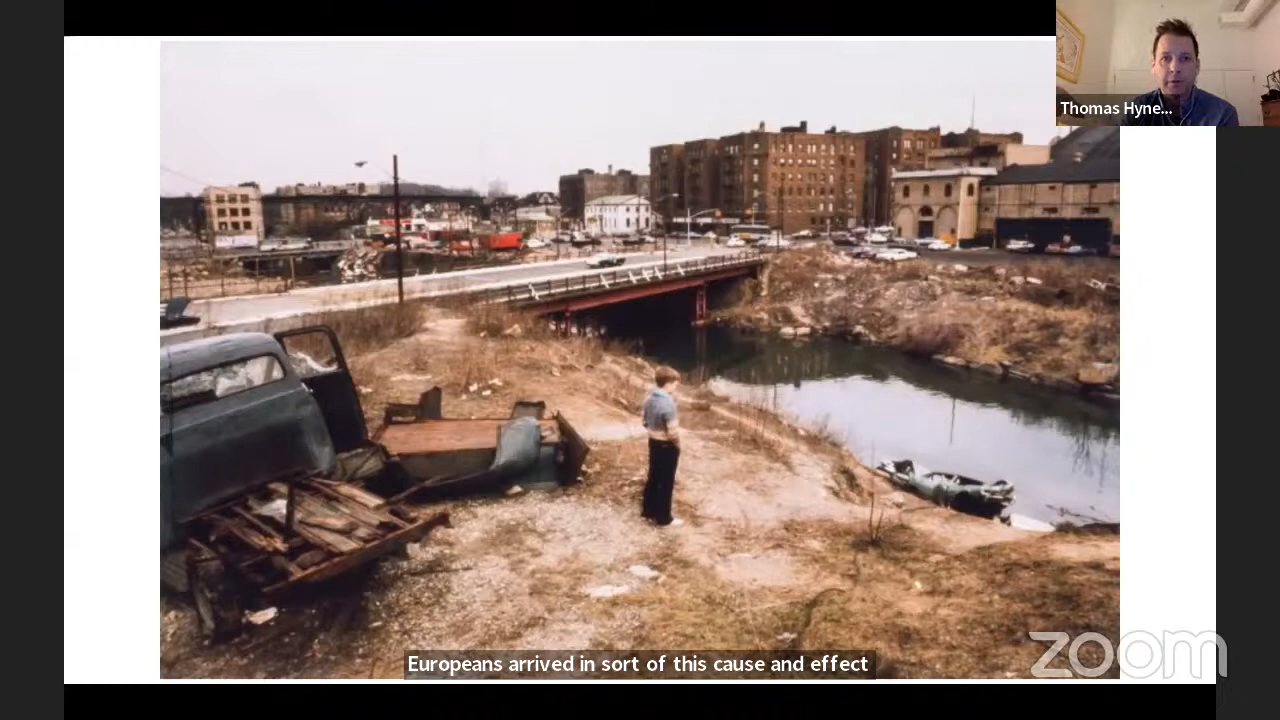 Thomas Hyne...
Europeans arrived in sort of this cause and effect
zoom